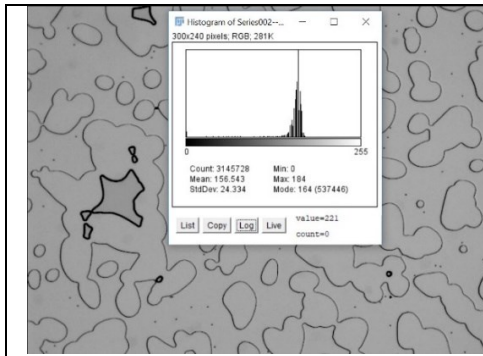 Histogram of Series002--...
300x240 pixels; RGB; 281K
0 255
Count: 3145728 Min: 0
Mean: 156.543 Max: 184
StdDev: 24.334 Mode: 164 (537446)
List Copy Log Live value=221
count=0